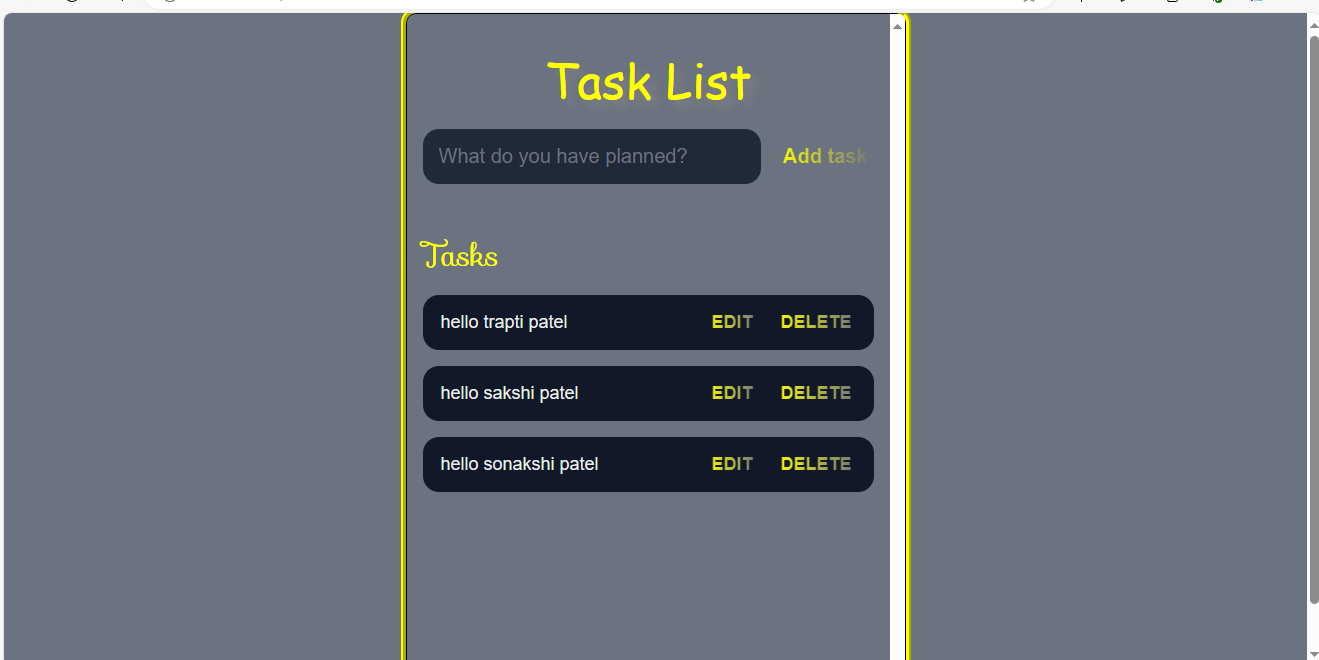 Task List
What do you have planned?
Add task
Tasks
hello trapti patel EDIT DELETE
hello sakshi patel EDIT DELETE
hello sonakshi patel EDIT DELETE